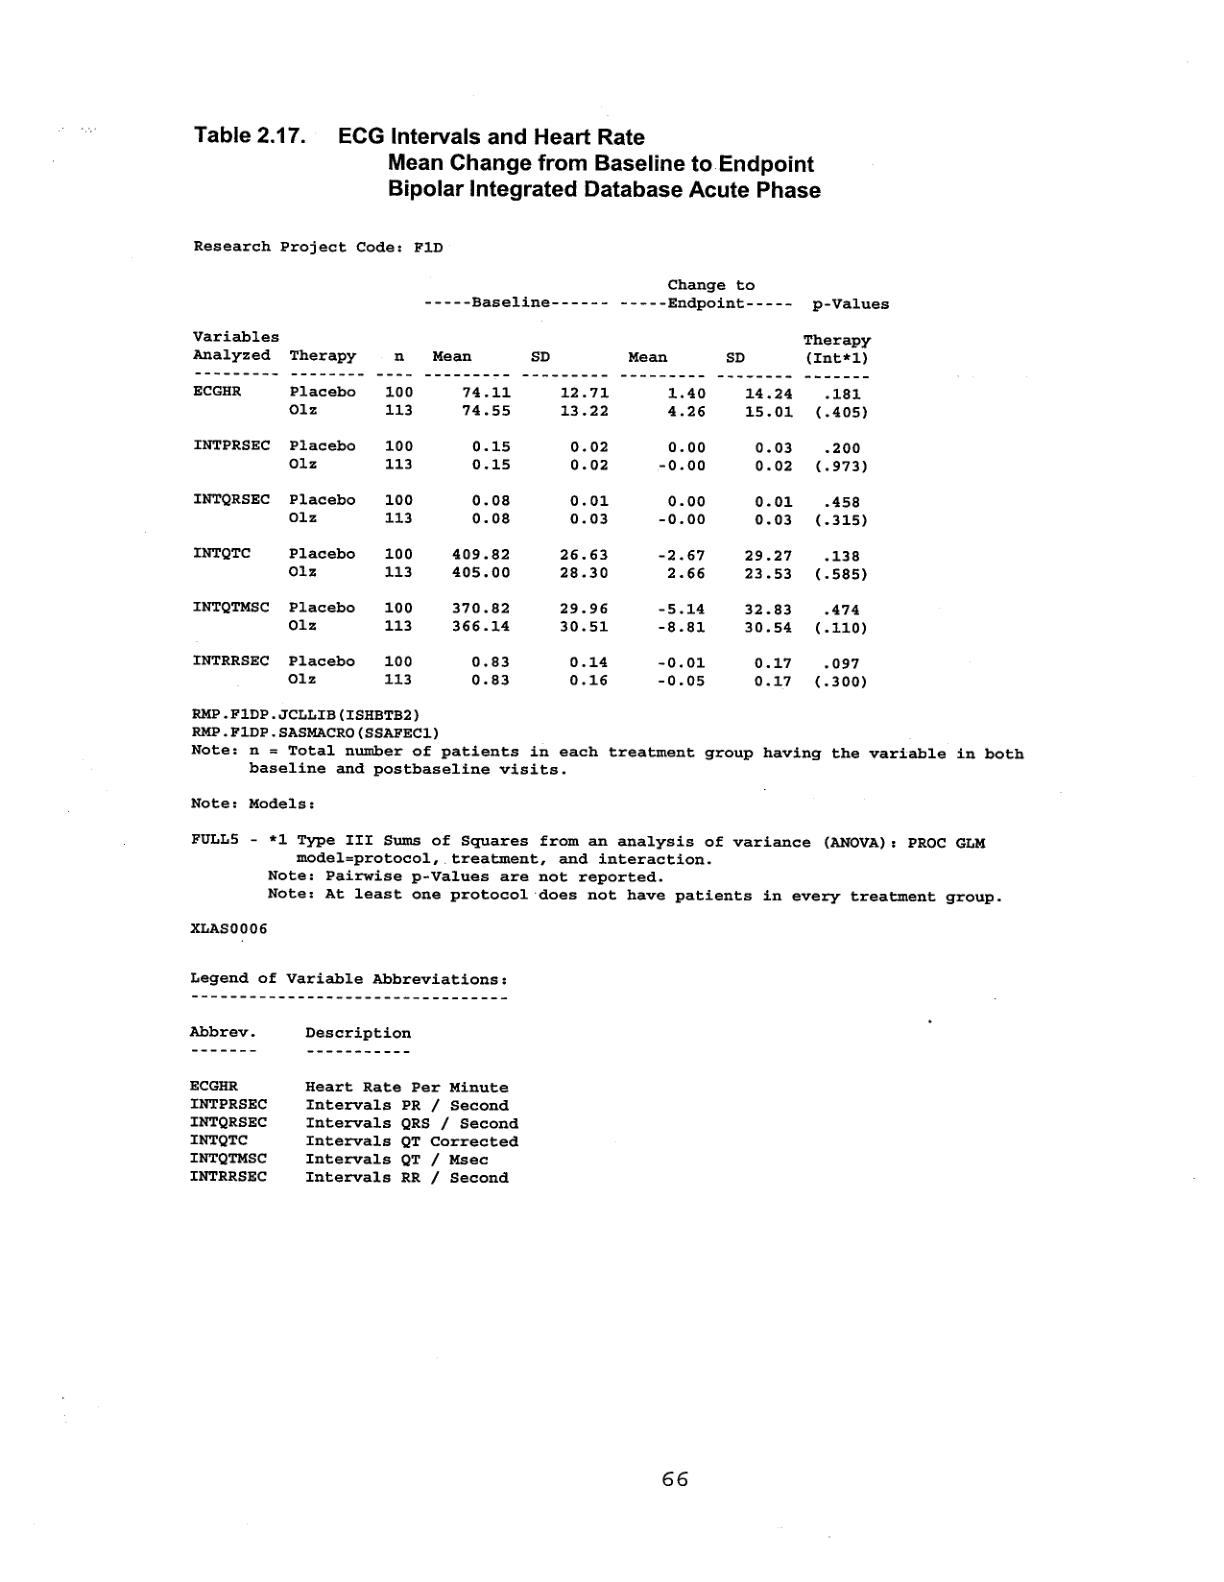 Table 2.17. ECG Intervals and Heart Rate
Mean Change from Baseline to Endpoint
Bipolar Integrated Database Acute Phase
Research Project Code: F1D
Change to
-----Baseline------ -----Endpoint----- p-Values
Variables Therapy
Analyzed Therapy n Mean SD Mean SD (Int*1)
--------- -------- ---- --------- --------- --------- -------- -------
ECGHR Placebo 100 74.11 12.71 1.40 14.24 .181
Olz 113 74.55 13.22 4.26 15.01 (.405)
INTPRSEC Placebo 100 0.15 0.02 0.00 0.03 .200
Olz 113 0.15 0.02 -0.00 0.02 (.973)
INTQRSEC Placebo 100 0.08 0.01 0.00 0.01 .458
Olz 113 0.08 0.03 -0.00 0.03 (.315)
INTQTC Placebo 100 409.82 26.63 -2.67 29.27 .138
Olz 113 405.00 28.30 2.66 23.53 (.585)
INTQTMSC Placebo 100 370.82 29.96 -5.14 32.83 .474
Olz 113 366.14 30.51 -8.81 30.54 (.110)
INTRRSEC Placebo 100 0.83 0.14 -0.01 0.17 .097
Olz 113 0.83 0.16 -0.05 0.17 (.300)
RMP.F1DP.JCLLIB(ISHBTB2)
RMP.F1DP.SASMACRO(SSAFEC1)
Note: n = Total number of patients in each treatment group having the variable in both
baseline and postbaseline visits.
Note: Models:
FULL5 - *1 Type III Sums of Squares from an analysis of variance (ANOVA): PROC GLM
model=protocol, treatment, and interaction.
Note: Pairwise p-Values are not reported.
Note: At least one protocol does not have patients in every treatment group.
XLAS0006
Legend of Variable Abbreviations:
---------------------------------
Abbrev. Description
------- -----------
ECGHR Heart Rate Per Minute
INTPRSEC Intervals PR / Second
INTQRSEC Intervals QRS / Second
INTQTC Intervals QT Corrected
INTQTMSC Intervals QT / Msec
INTRRSEC Intervals RR / Second
66